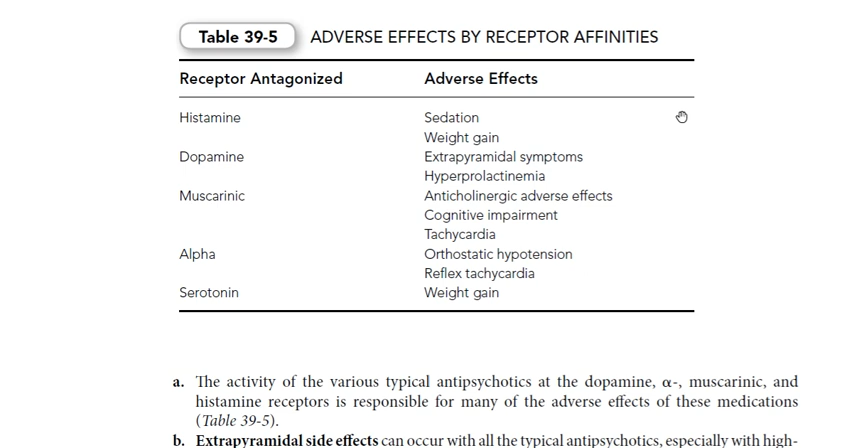 Table 39-5 ADVERSE EFFECTS BY RECEPTOR AFFINITIES
Receptor Antagonized Adverse Effects
Histamine Sedation
Weight gain
Dopamine Extrapyramidal symptoms
Hyperprolactinemia
Muscarinic Anticholinergic adverse effects
Cognitive impairment
Tachycardia
Alpha Orthostatic hypotension
Reflex tachycardia
Serotonin Weight gain
a. The activity of the various typical antipsychotics at the dopamine, α-, muscarinic, and
histamine receptors is responsible for many of the adverse effects of these medications
(Table 39-5).
b. Extrapyramidal side effects can occur with all the typical antipsychotics, especially with high-